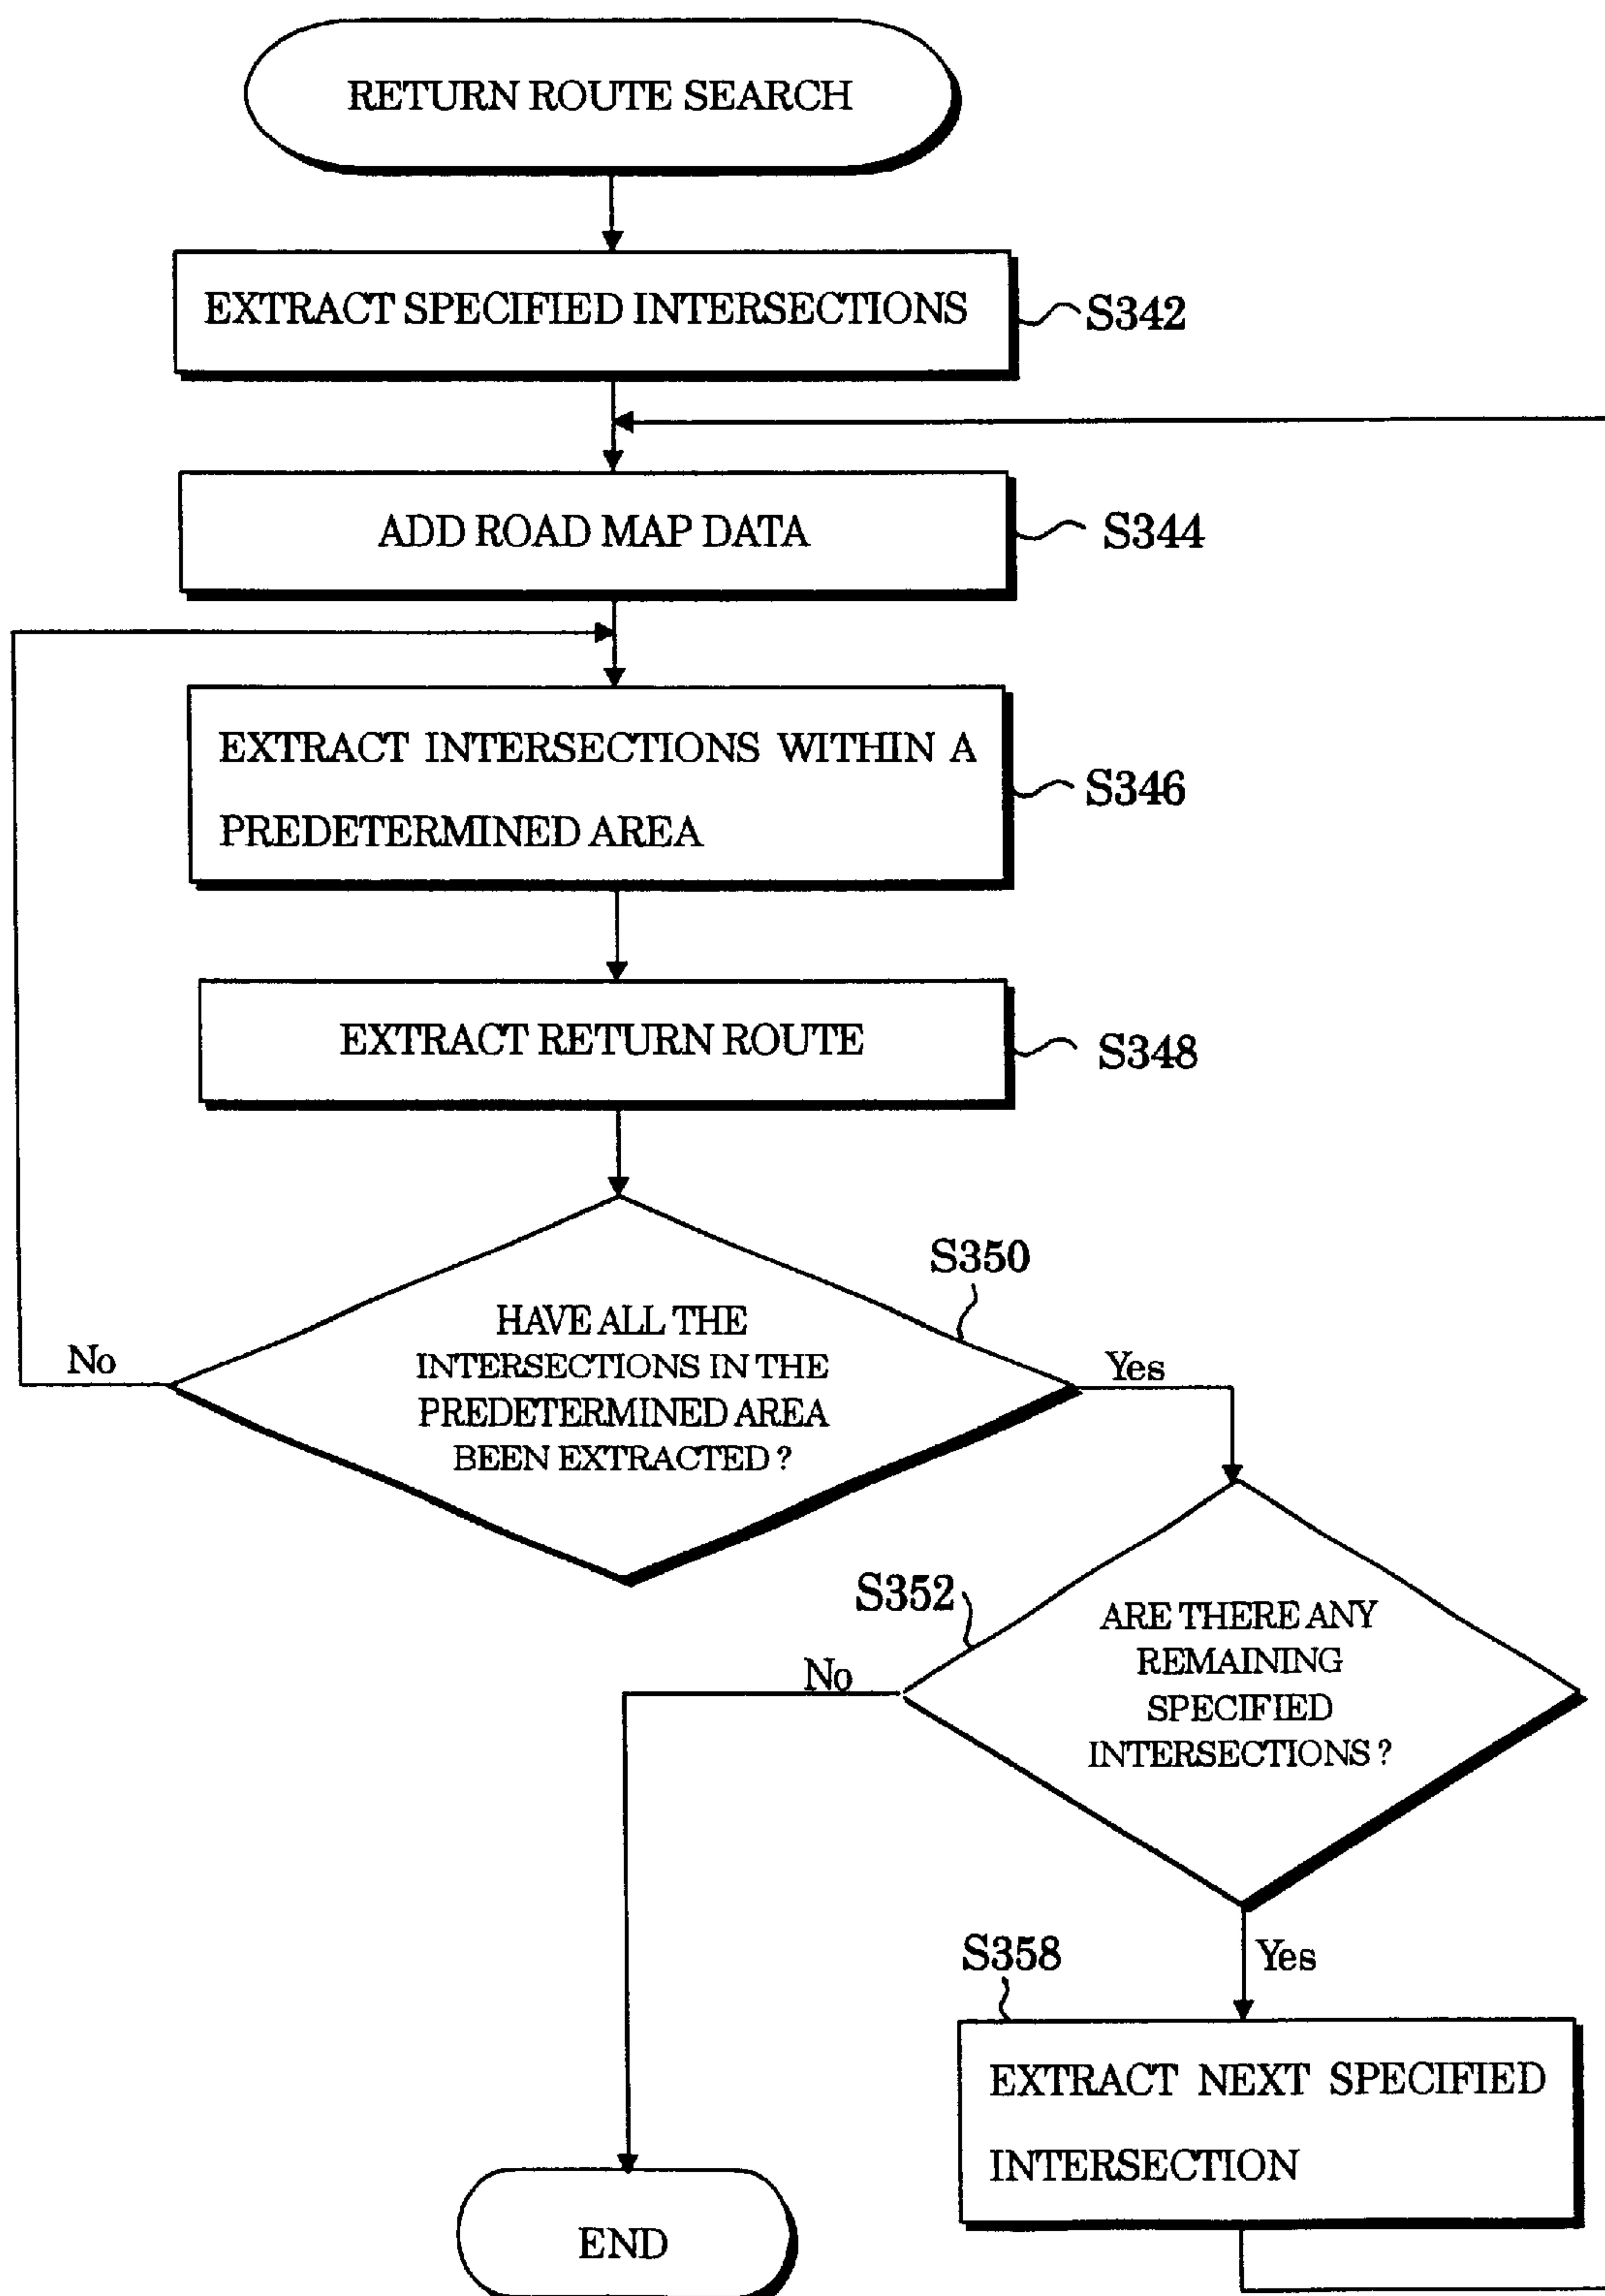 RETURN ROUTE SEARCH
EXTRACT SPECIFIED INTERSECTIONS
S342
ADD ROAD MAP DATA
S344
EXTRACT INTERSECTIONS WITHIN A
PREDETERMINED AREA
S346
EXTRACT RETURN ROUTE
S348
S350
HAVE ALL THE
INTERSECTIONS IN THE
PREDETERMINED AREA
BEEN EXTRACTED ?
No
Yes
S352
ARE THERE ANY
REMAINING
SPECIFIED
INTERSECTIONS ?
No
Yes
S358
EXTRACT NEXT SPECIFIED
INTERSECTION
END